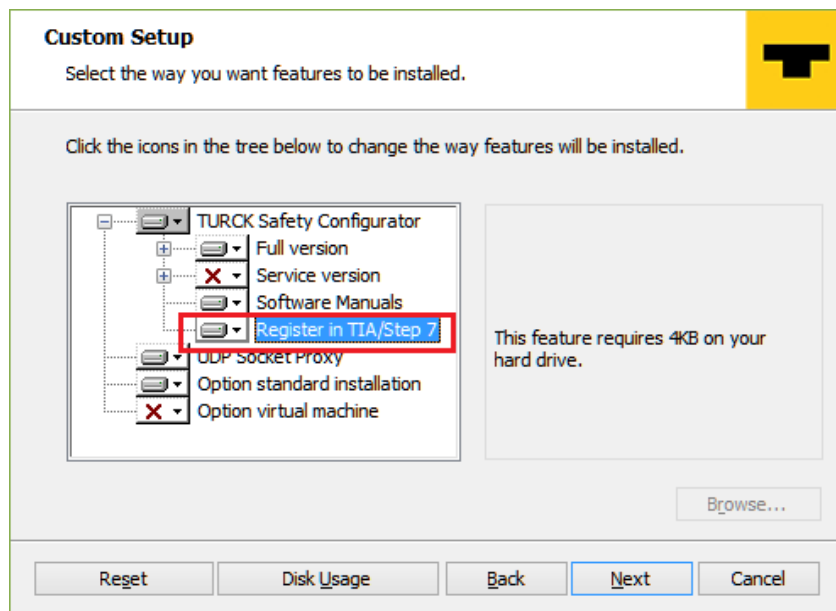 Custom Setup
Select the way you want features to be installed.
Click the icons in the tree below to change the way features will be installed.
TURCK Safety Configurator
Full version
Service version
Software Manuals
Register in TIA/Step 7
UDP Socket Proxy
Option standard installation
Option virtual machine
This feature requires 4KB on your
hard drive.
Browse...
Reset
Disk Usage
Back
Next
Cancel